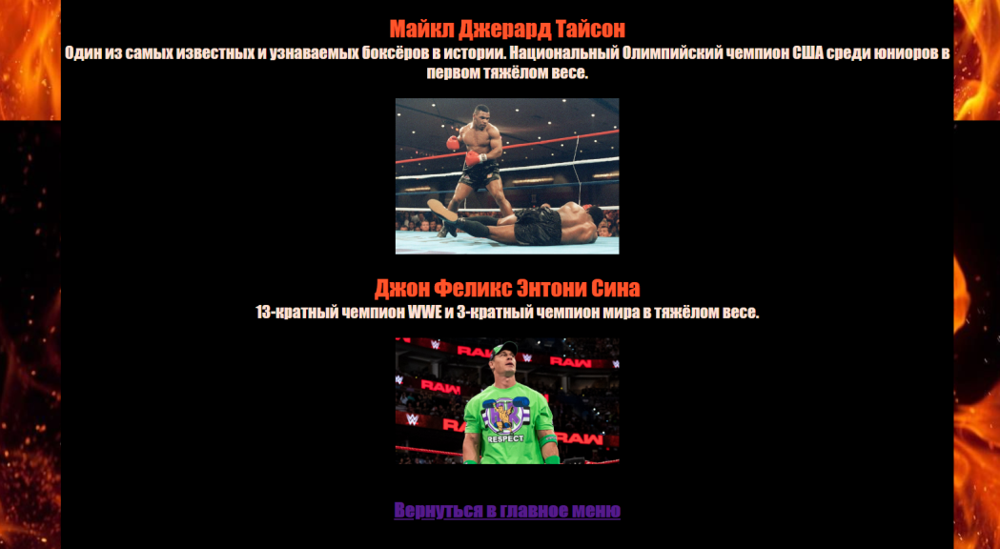 Майкл Джерард Тайсон
Один из самых известных и узнаваемых боксёров в истории. Национальный Олимпийский чемпион США среди юниоров в
первом тяжёлом весе.
Джон Феликс Энтони Сина
13-кратный чемпион WWE и 3-кратный чемпион мира в тяжёлом весе.
RAW
RAW
RAW
RAW
RESPECT
Вернуться в главное меню